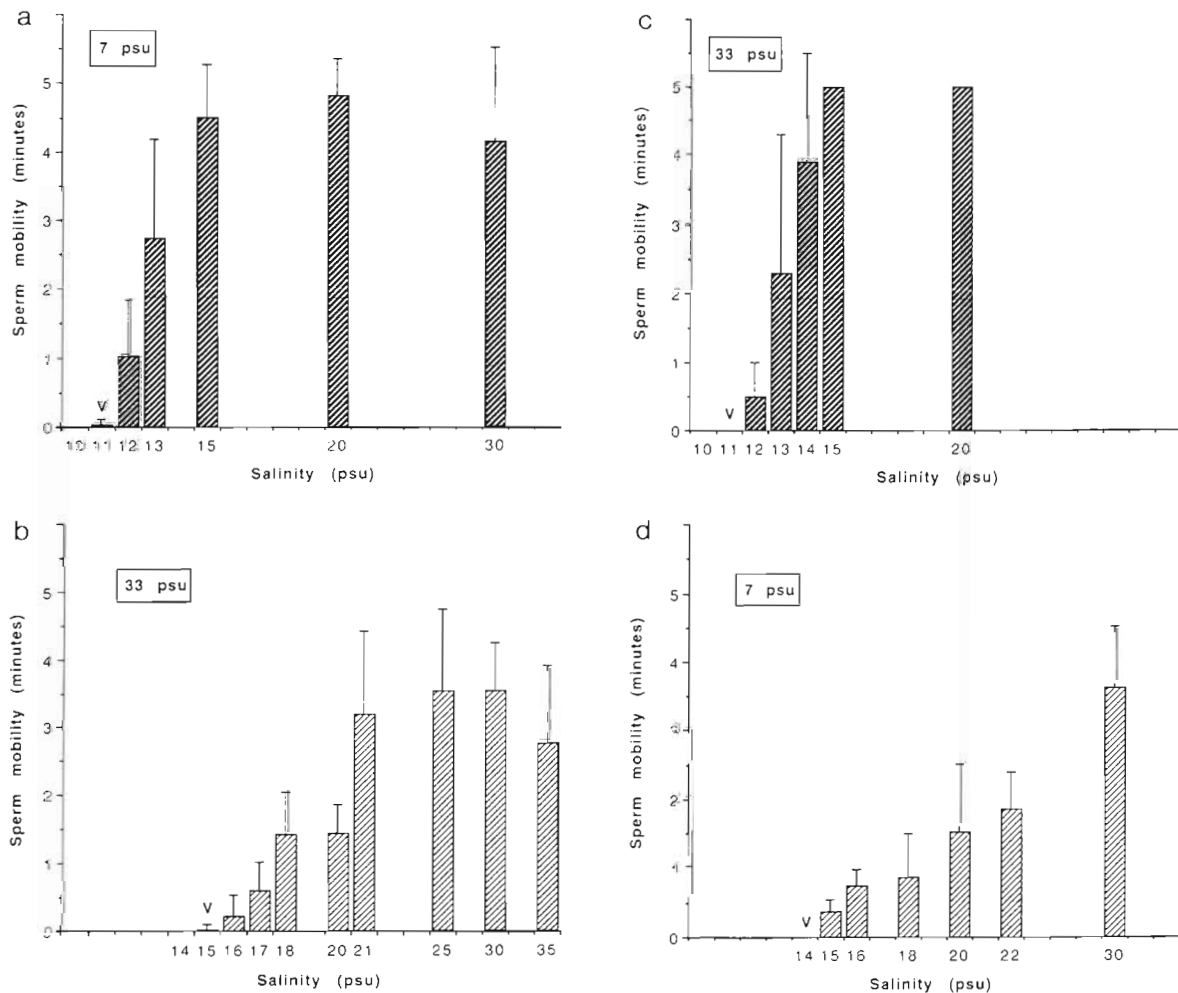 a
7 psu
Sperm mobility (minutes)
5
4
3
2
1
0
v
10 11 12 13 15 20 30
Salinity (psu)
c
33 psu
Sperm mobility (minutes)
5
4
3
2
1
0
v
10 11 12 13 14 15 20
Salinity (psu)
b
33 psu
Sperm mobility (minutes)
5
4
3
2
1
0
v
14 15 16 17 18 20 21 25 30 35
Salinity (psu)
d
7 psu
Sperm mobility (minutes)
5
4
3
2
1
0
v
14 15 16 18 20 22 30
Salinity (psu)